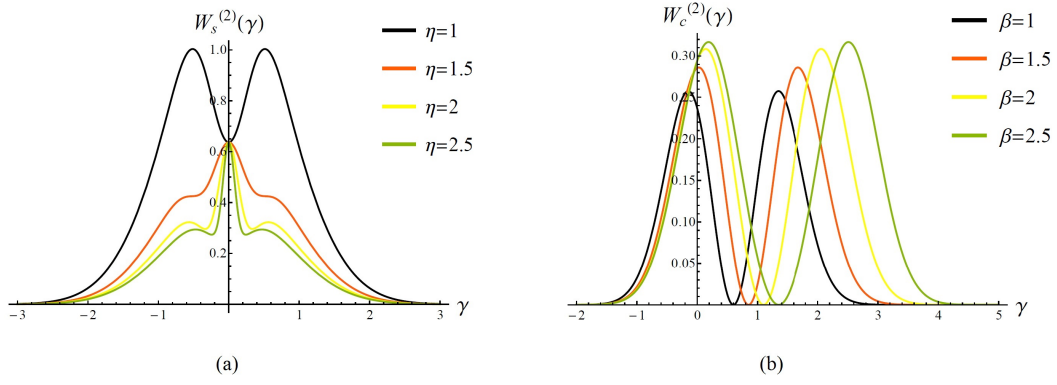 W_s^(2)(γ)
η=1
η=1.5
η=2
η=2.5
1.0
0.8
0.6
0.4
0.2
−3 −2 −1 0 1 2 3 γ
(a)
W_c^(2)(γ)
β=1
β=1.5
β=2
β=2.5
0.30
0.25
0.20
0.15
0.10
0.05
−2 −1 0 1 2 3 4 5 γ
(b)